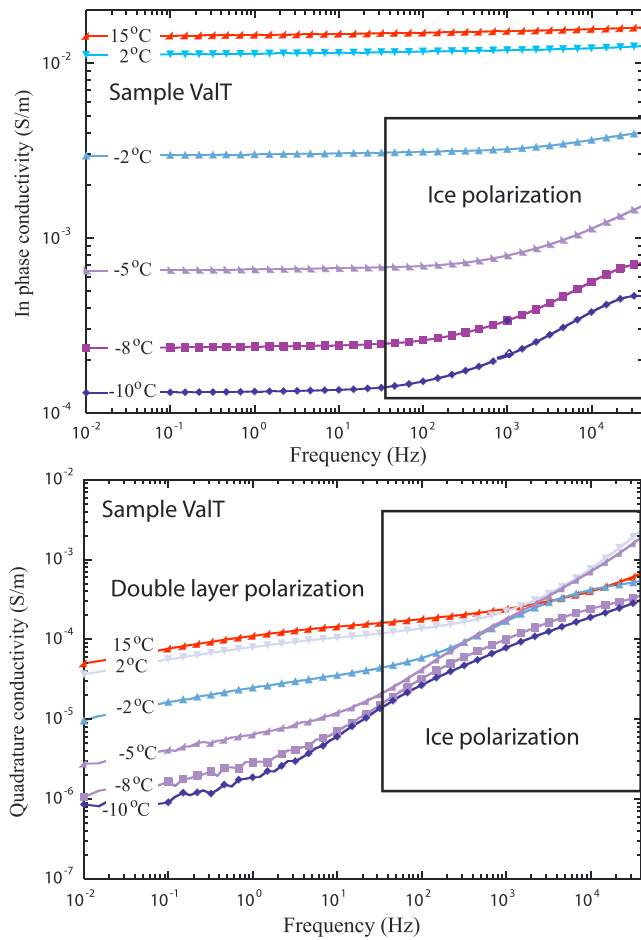 10⁻²
15°C
2°C
Sample ValT
-2°C
Ice polarization
In phase conductivity (S/m)
10⁻³
-5°C
-8°C
-10°C
10⁻⁴
10⁻² 10⁻¹ 10⁰ 10¹ 10² 10³ 10⁴
Frequency (Hz)
10⁻²
Sample ValT
10⁻³
Double layer polarization
Quadrature conductivity (S/m)
10⁻⁴
15°C
2°C
-2°C
10⁻⁵
-5°C
Ice polarization
-8°C
10⁻⁶
-10°C
10⁻⁷
10⁻² 10⁻¹ 10⁰ 10¹ 10² 10³ 10⁴
Frequency (Hz)